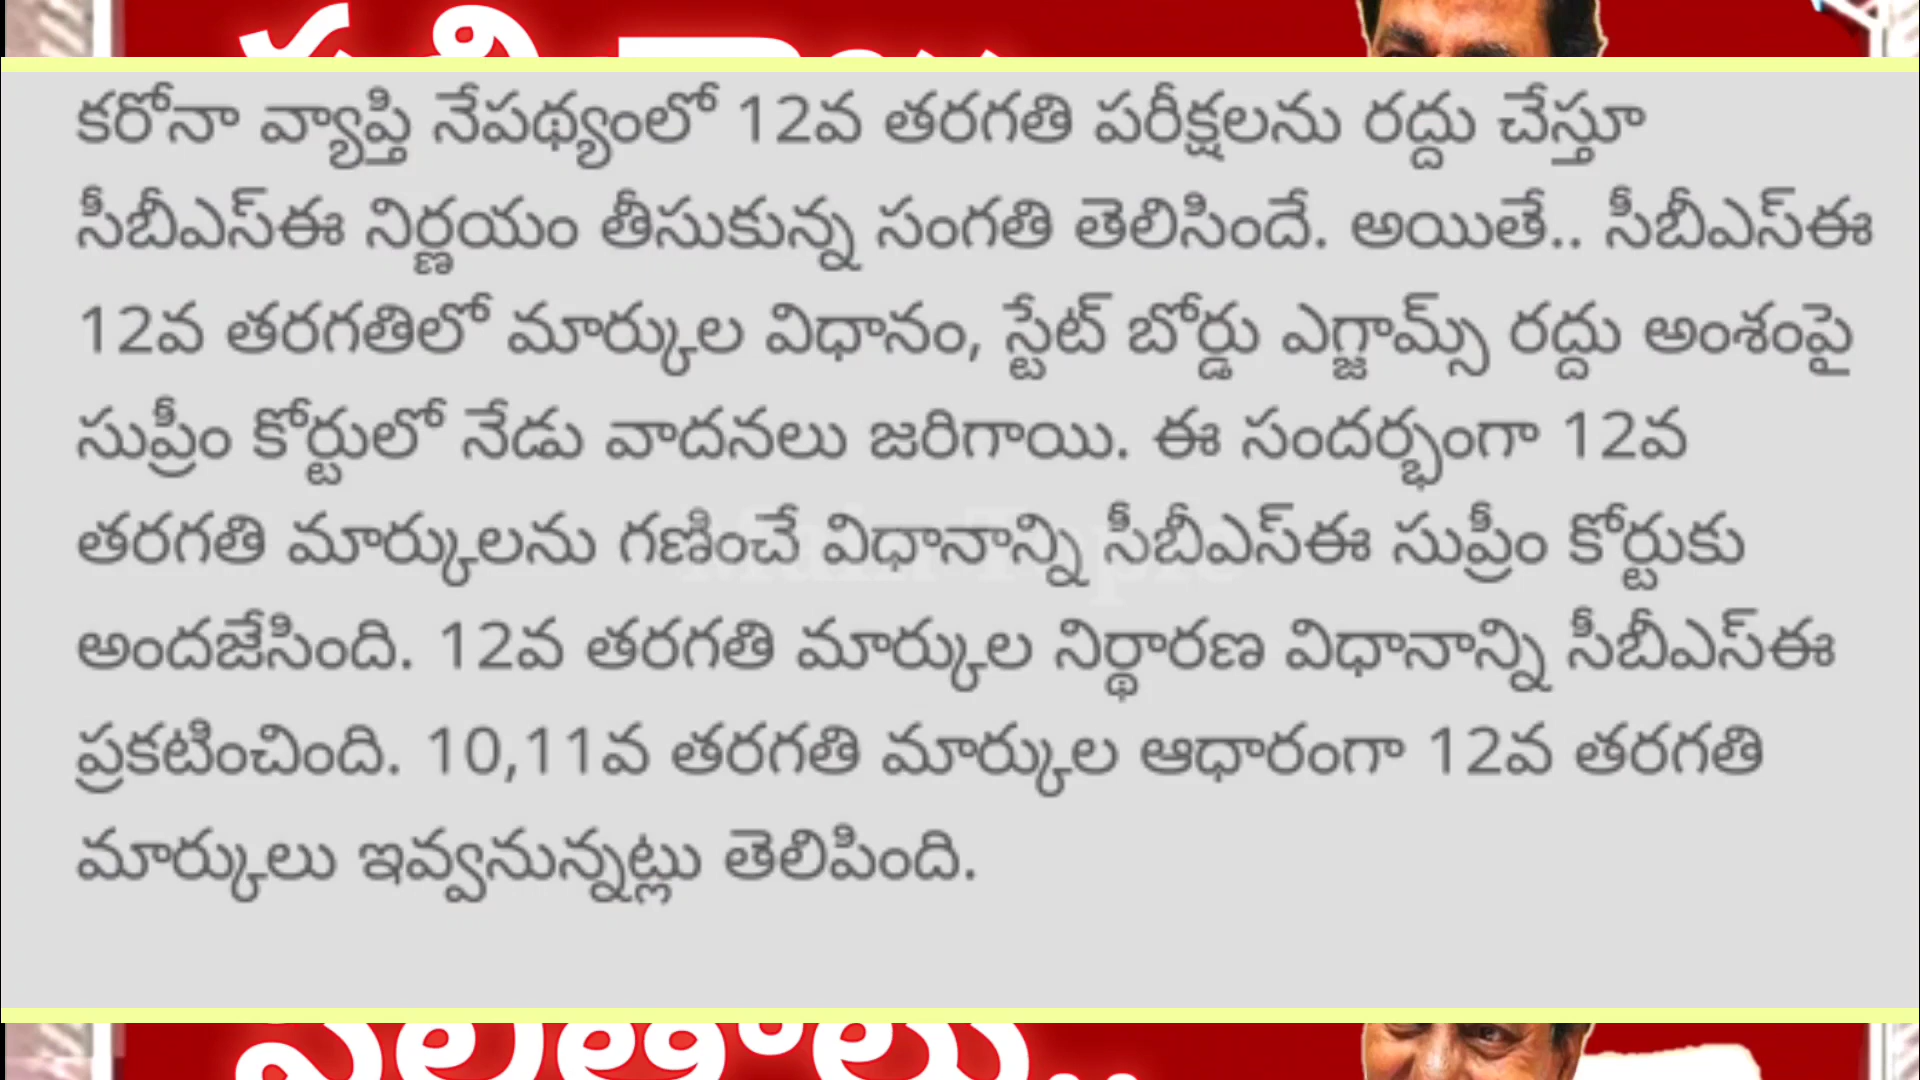 కరోనా వ్యాప్తి నేపథ్యంలో 12వ తరగతి పరీక్షలను రద్దు చేస్తూ
సీబీఎస్ఈ నిర్ణయం తీసుకున్న సంగతి తెలిసిందే. అయితే.. సీబీఎస్ఈ
12వ తరగతిలో మార్కుల విధానం, స్టేట్ బోర్డు ఎగ్జామ్స్ రద్దు అంశంపై
సుప్రీం కోర్టులో నేడు వాదనలు జరిగాయి. ఈ సందర్భంగా 12వ
తరగతి మార్కులను గణించే విధానాన్ని సీబీఎస్ఈ సుప్రీం కోర్టుకు
అందజేసింది. 12వ తరగతి మార్కుల నిర్థారణ విధానాన్ని సీబీఎస్ఈ
ప్రకటించింది. 10,11వ తరగతి మార్కుల ఆధారంగా 12వ తరగతి
మార్కులు ఇవ్వనున్నట్లు తెలిపింది.